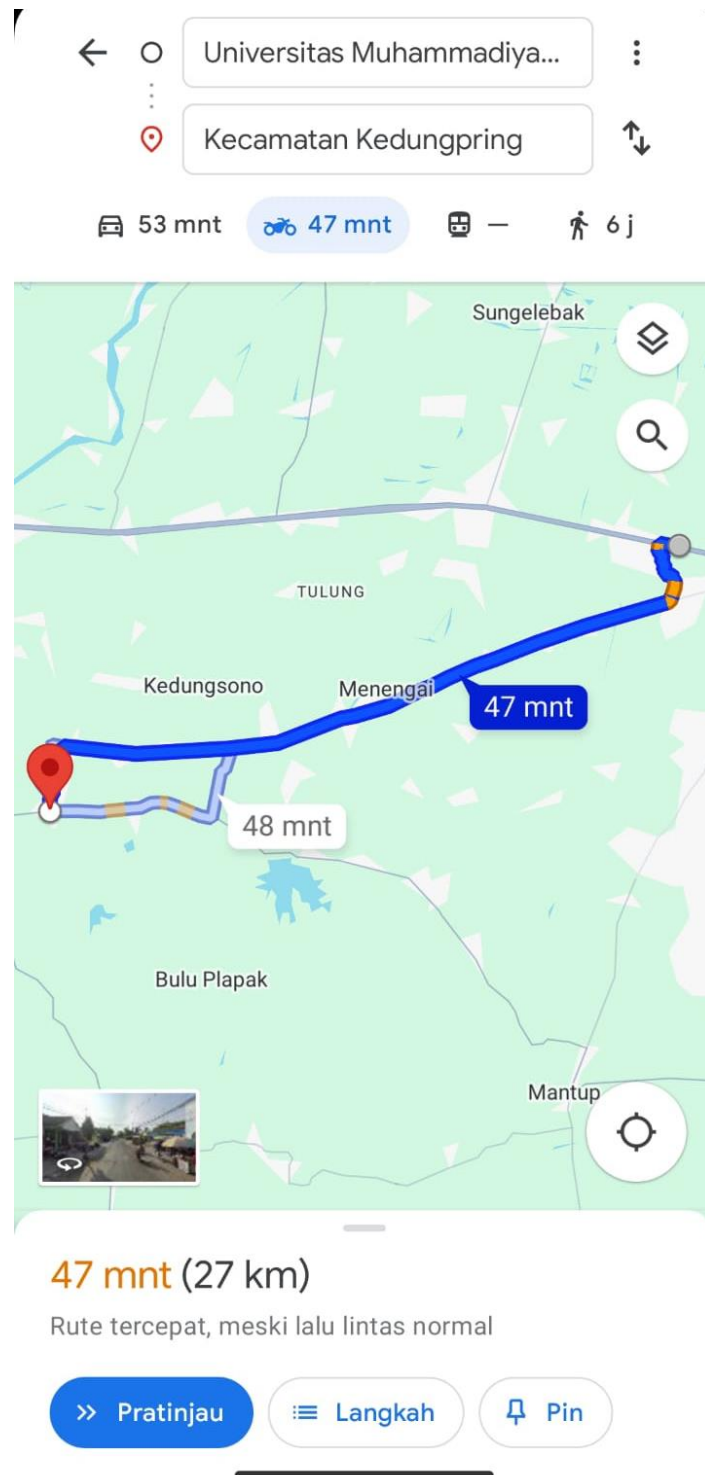 Universitas Muhammadiya...
Kecamatan Kedungpring
53 mnt 47 mnt — 6 j
Sungelebak
TULUNG
Kedungsono
Menengai
47 mnt
48 mnt
Bulu Plapak
Mantup
47 mnt (27 km)
Rute tercepat, meski lalu lintas normal
Pratinjau Langkah Pin